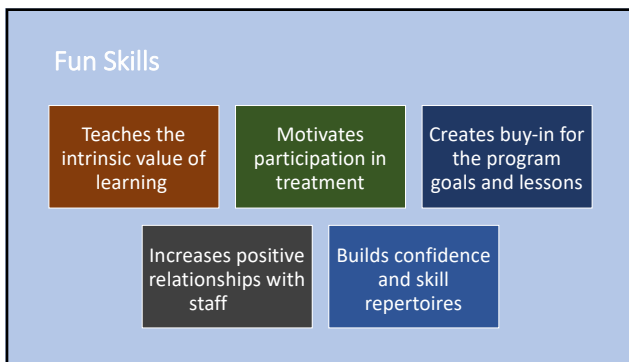 Fun Skills
Teaches the
intrinsic value of
learning
Motivates
participation in
treatment
Creates buy-in for
the program
goals and lessons
Increases positive
relationships with
staff
Builds confidence
and skill
repertoires